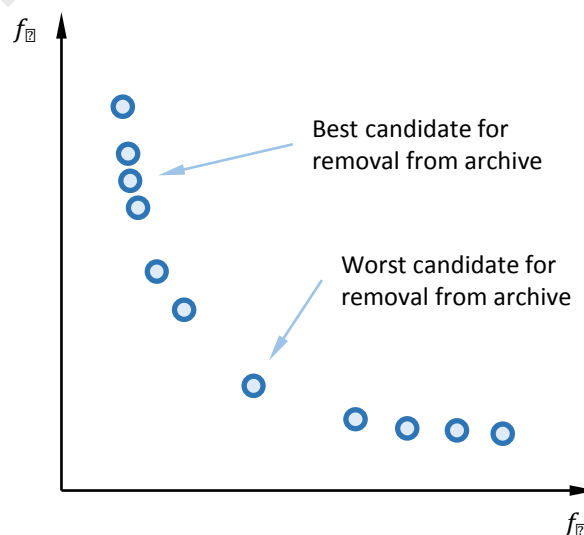 f
Best candidate for
removal from archive
Worst candidate for
removal from archive
f